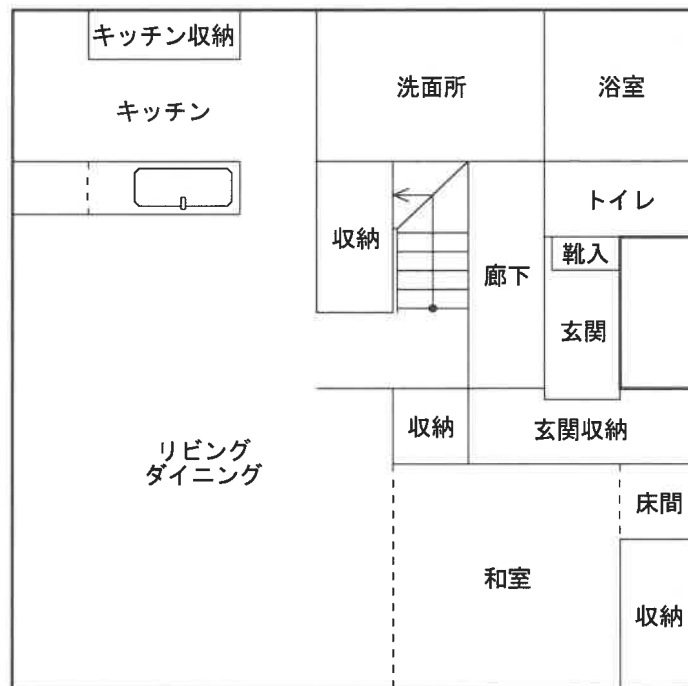 キッチン収納
キッチン
洗面所
浴室
トイレ
収納
靴入
廊下
玄関
収納
玄関収納
リビング
ダイニング
床間
和室
収納